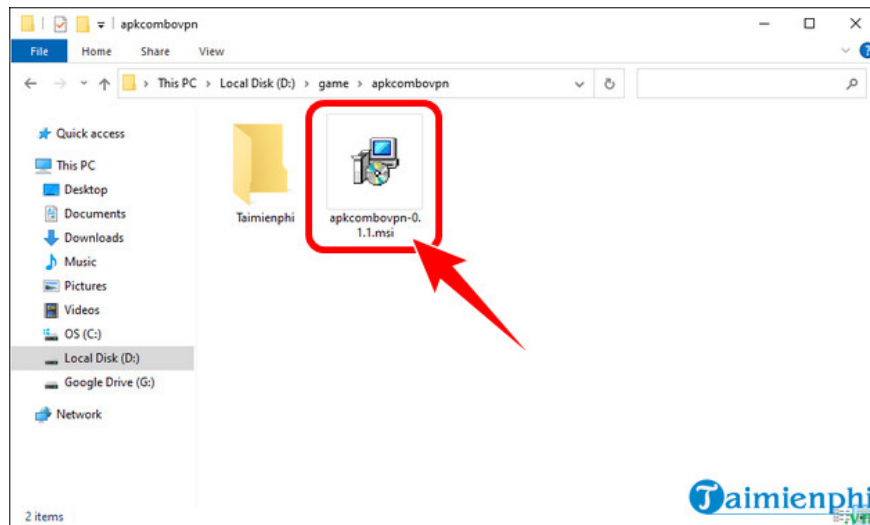 apkcombovpn
File Home Share View
This PC > Local Disk (D:) > game > apkcombovpn
Quick access
This PC
Desktop
Documents
Downloads
Music
Pictures
Videos
OS (C:)
Local Disk (D:)
Google Drive (G:)
Network
Taimienphi
apkcombovpn-0.
1.1.msi
2 items
Taimienphi